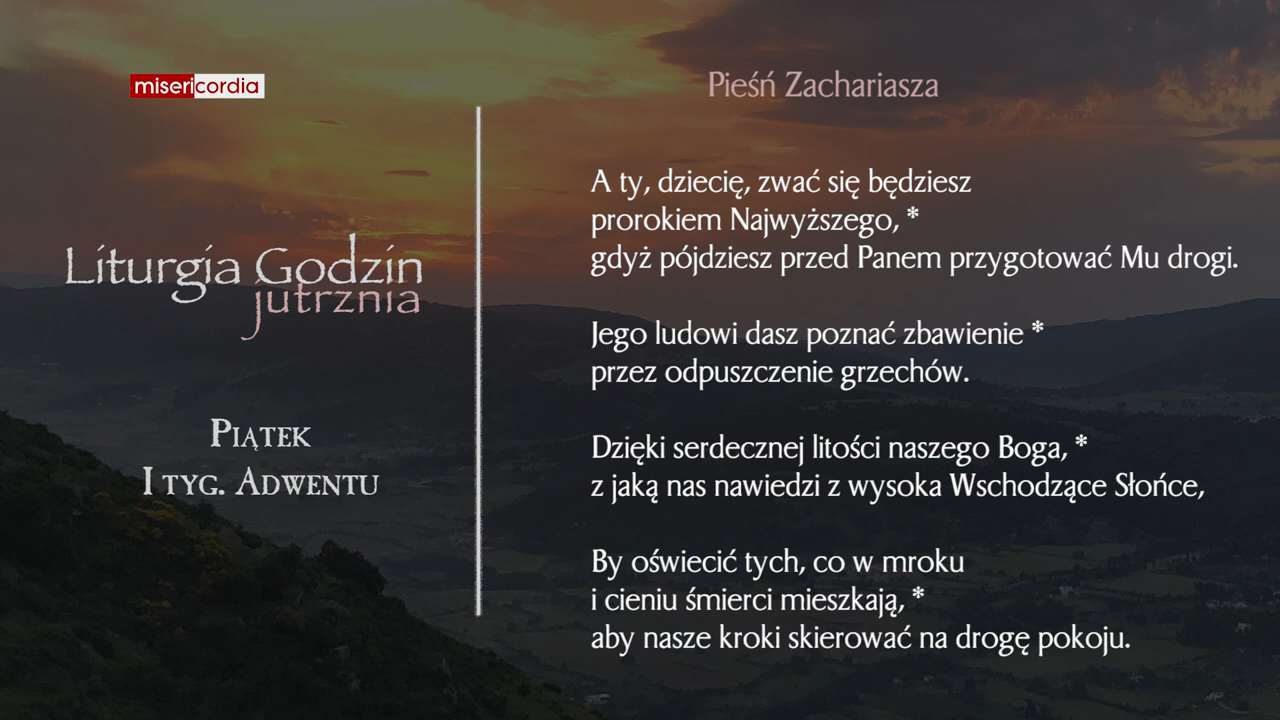 misericordia
Liturgia Godzin
jutrznia
Piątek
I tyg. Adwentu
Pieśń Zachariasza
A ty, dziecię, zwać się będziesz
prorokiem Najwyższego, *
gdyż pójdziesz przed Panem przygotować Mu drogi.
Jego ludowi dasz poznać zbawienie *
przez odpuszczenie grzechów.
Dzięki serdecznej litości naszego Boga, *
z jaką nas nawiedzi z wysoka Wschodzące Słońce,
By oświecić tych, co w mroku
i cieniu śmierci mieszkają, *
aby nasze kroki skierować na drogę pokoju.